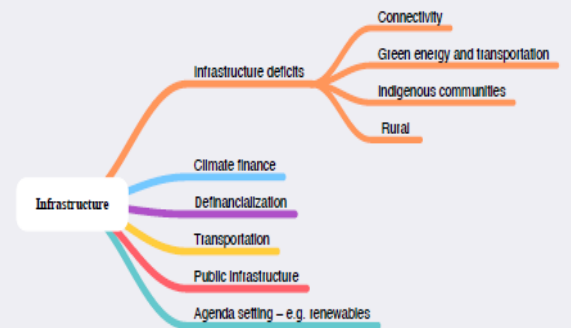 Connectivity
Green energy and transportation
Infrastructure deficits
Indigenous communities
Rural
Climate finance
Infrastructure
Definancialization
Transportation
Public infrastructure
Agenda setting – e.g. renewables